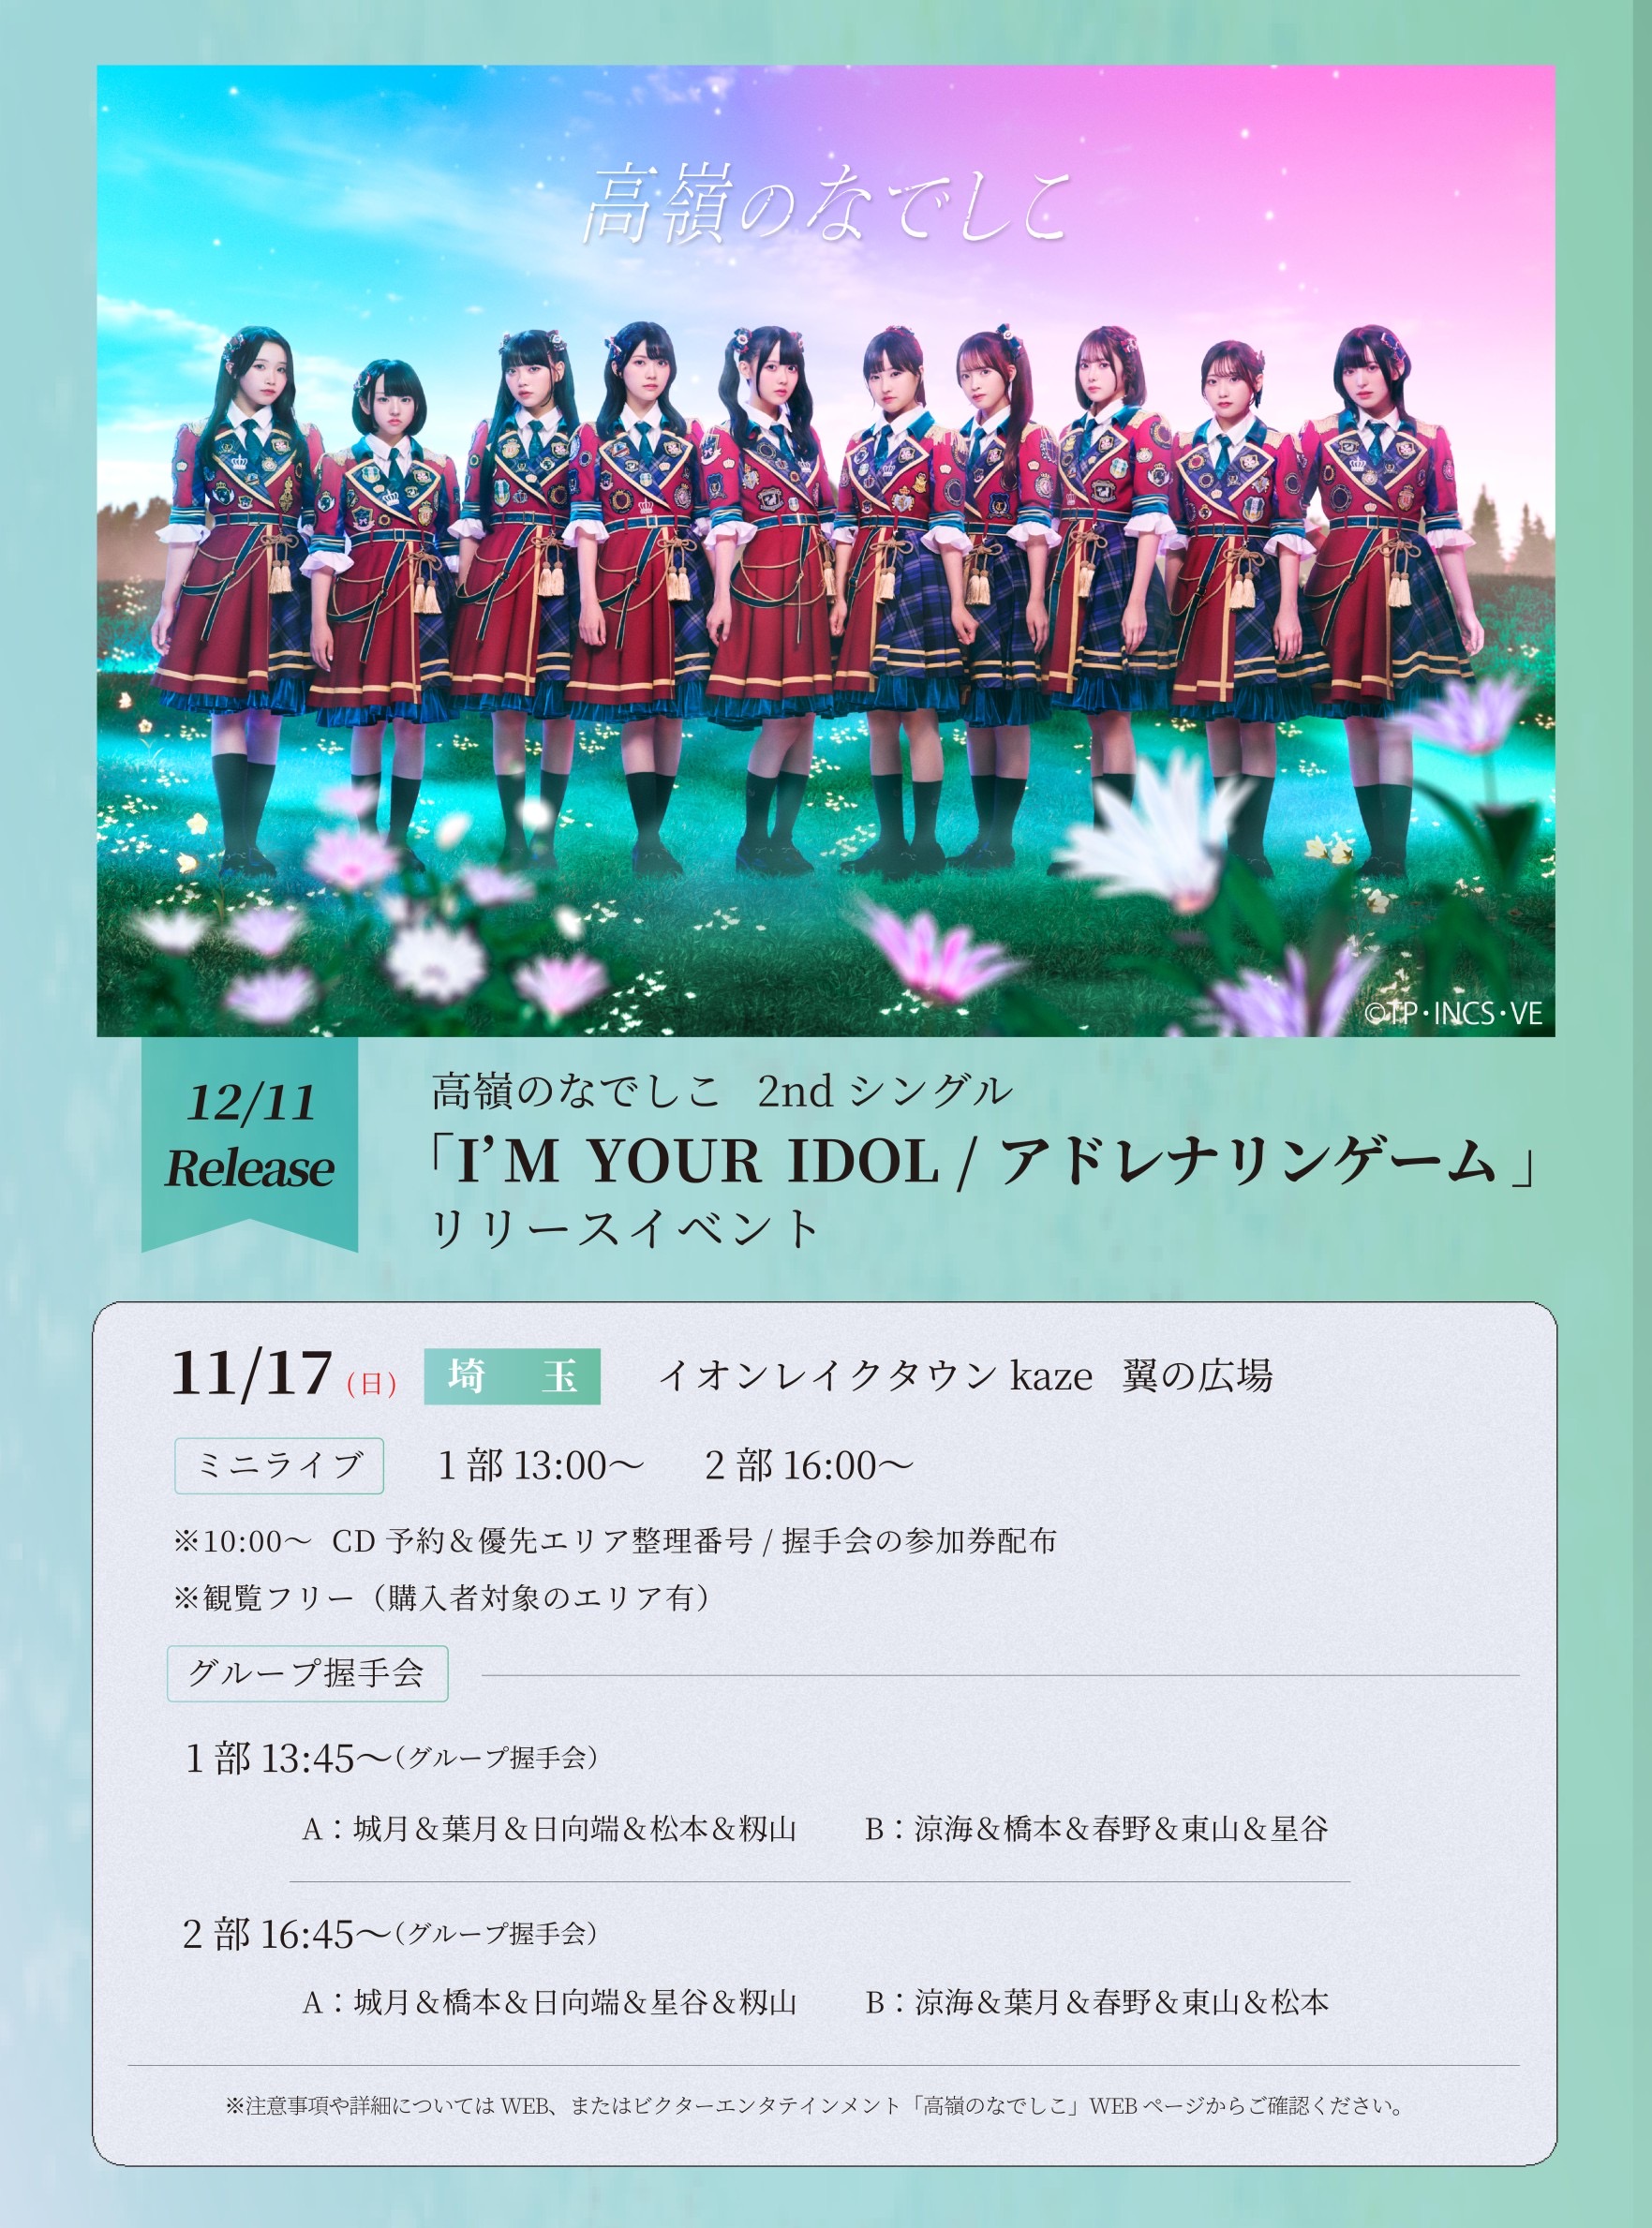 高嶺のなでしこ
©TP・INCS・VE
12/11
Release
高嶺のなでしこ 2nd シングル
「I’M YOUR IDOL / アドレナリンゲーム 」
リリースイベント
11/17 (日) 埼玉 イオンレイクタウン kaze 翼の広場
ミニライブ 1 部 13:00〜 2 部 16:00〜
※10:00〜 CD 予約＆優先エリア整理番号 / 握手会の参加券配布
※観覧フリー（購入者対象のエリア有）
グループ握手会
1 部 13:45〜（グループ握手会）
A：城月＆葉月＆日向端＆松本＆籾山 B：涼海＆橋本＆春野＆東山＆星谷
2 部 16:45〜（グループ握手会）
A：城月＆橋本＆日向端＆星谷＆籾山 B：涼海＆葉月＆春野＆東山＆松本
※注意事項や詳細については WEB、またはビクターエンタテインメント「高嶺のなでしこ」WEB ページからご確認ください。